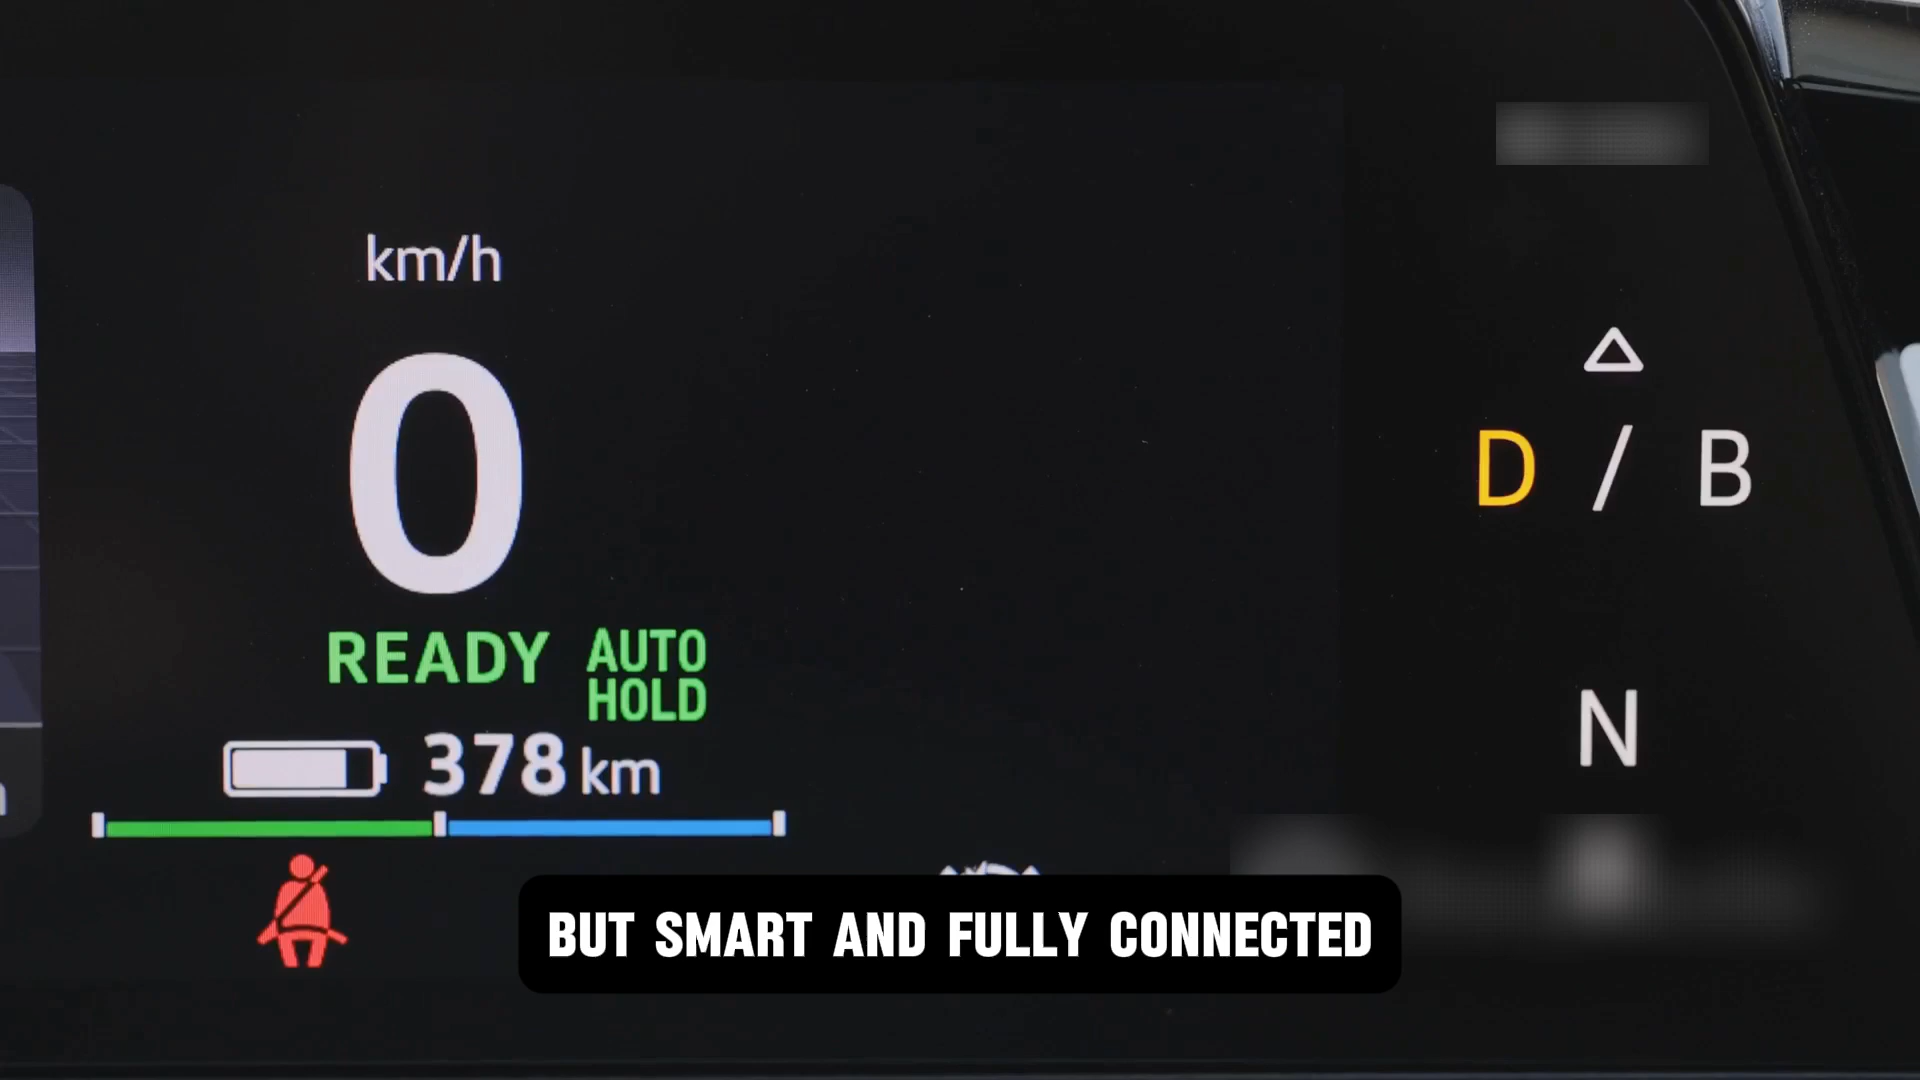 km/h
0
READY
AUTO
HOLD
378 km
D / B
N
BUT SMART AND FULLY CONNECTED